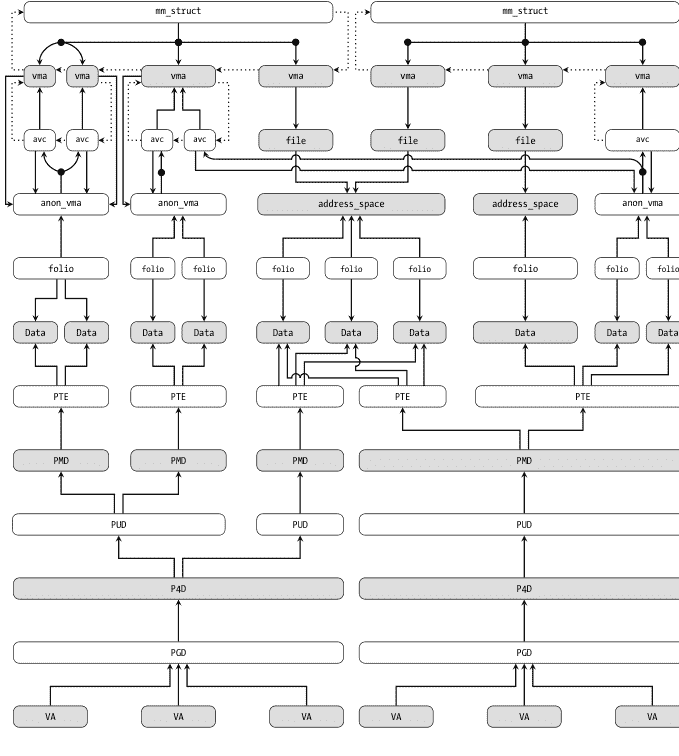 mm_struct mm_struct
vma vma vma vma vma vma vma
avc avc avc avc file file file avc
anon_vma anon_vma address_space address_space anon_vma
folio folio folio folio folio folio folio folio folio
Data Data Data Data Data Data Data Data Data Data
PTE PTE PTE PTE PTE
PMD PMD PMD PMD
PUD PUD PUD
P4D P4D
PGD PGD
VA VA VA VA VA VA